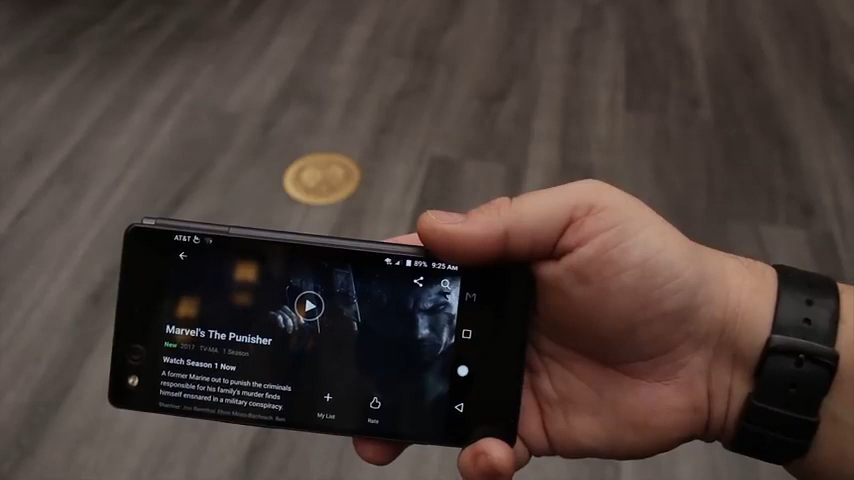 AT&T
89% 9:25 AM
Marvel's The Punisher
New 2017 TV-MA 1 Season
Watch Season 1 Now
A former Marine out to punish the criminals
responsible for his family's murder finds
himself ensnared in a military conspiracy.
My List
Rate
M